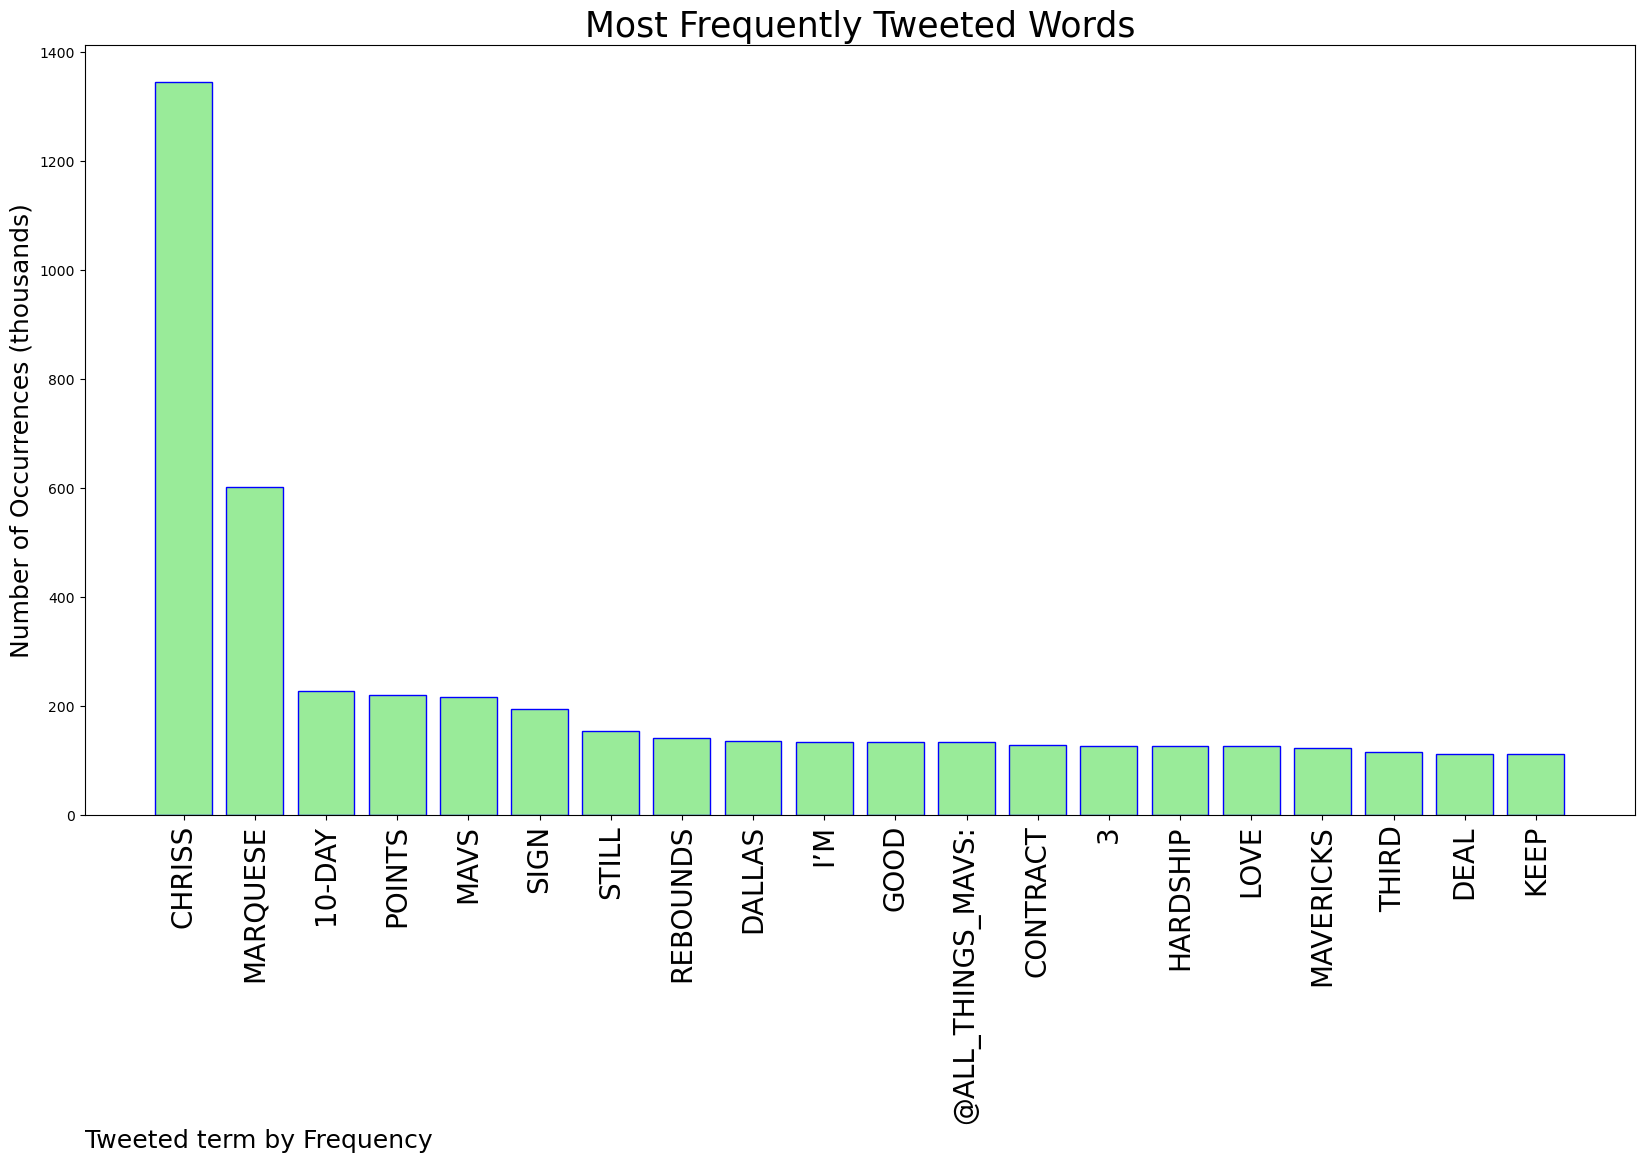 Most Frequently Tweeted Words
Number of Occurrences (thousands)
1400
1200
1000
800
600
400
200
0
CHRISS
MARQUESE
10-DAY
POINTS
MAVS
SIGN
STILL
REBOUNDS
DALLAS
I’M
GOOD
@ALL_THINGS_MAVS:
CONTRACT
3
HARDSHIP
LOVE
MAVERICKS
THIRD
DEAL
KEEP
Tweeted term by Frequency